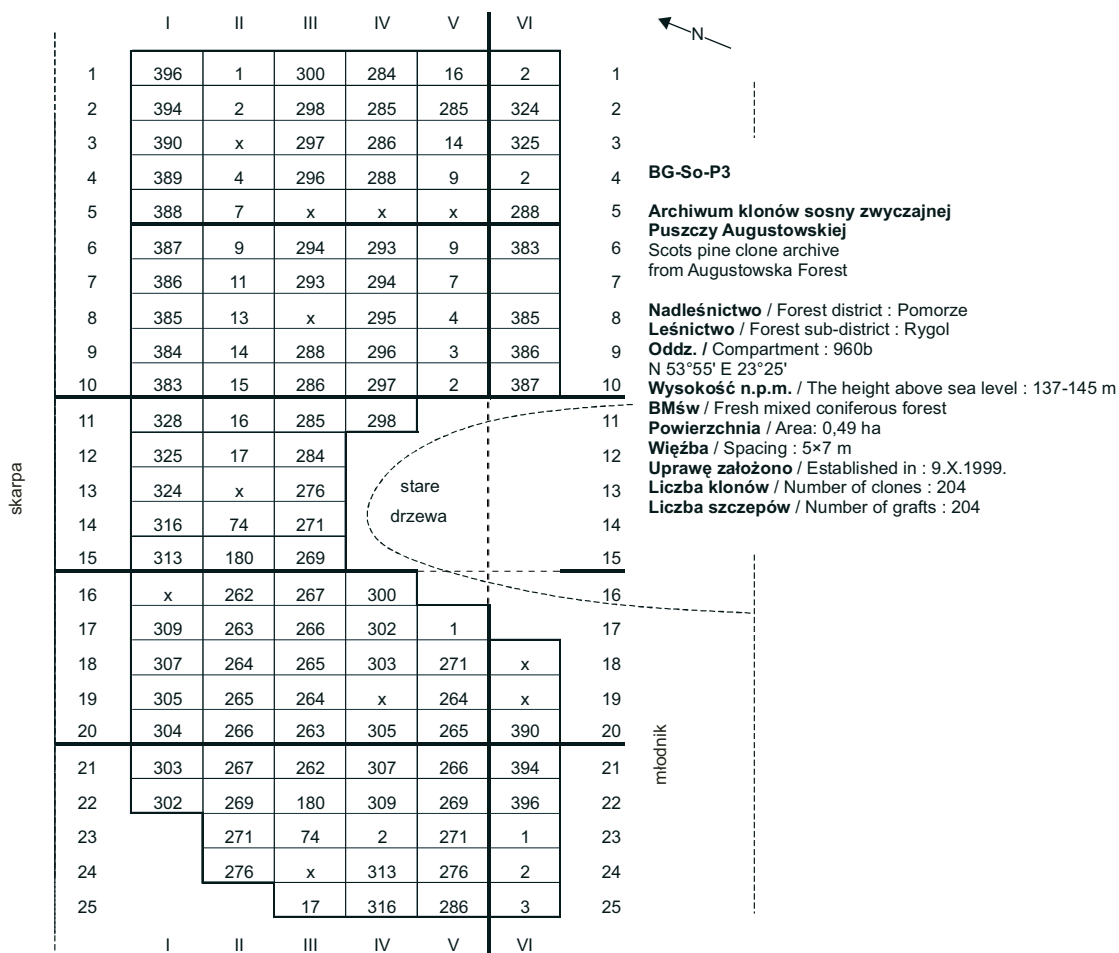 I II III IV V VI
N
1 396 1 300 284 16 2 1
2 394 2 298 285 285 324 2
3 390 x 297 286 14 325 3
4 389 4 296 288 9 2 4
5 388 7 x x x 288 5
6 387 9 294 293 9 383 6
7 386 11 293 294 7 7
8 385 13 x 295 4 385 8
9 384 14 288 296 3 386 9
10 383 15 286 297 2 387 10
11 328 16 285 298 11
12 325 17 284 12
13 324 x 276 13
14 316 74 271 14
15 313 180 269 15
stare
drzewa
16 x 262 267 300 16
17 309 263 266 302 1 17
18 307 264 265 303 271 x 18
19 305 265 264 x 264 x 19
20 304 266 263 305 265 390 20
21 303 267 262 307 266 394 21
22 302 269 180 309 269 396 22
23 271 74 2 271 1 23
24 276 x 313 276 2 24
25 17 316 286 3 25
I II III IV V VI
skarpa
młodnik
BG-So-P3
Archiwum klonów sosny zwyczajnej
Puszczy Augustowskiej
Scots pine clone archive
from Augustowska Forest
Nadleśnictwo / Forest district : Pomorze
Leśnictwo / Forest sub-district : Rygol
Oddz. / Compartment : 960b
N 53°55' E 23°25'
Wysokość n.p.m. / The height above sea level : 137-145 m
BMśw / Fresh mixed coniferous forest
Powierzchnia / Area: 0,49 ha
Więźba / Spacing : 5×7 m
Uprawę założono / Established in : 9.X.1999.
Liczba klonów / Number of clones : 204
Liczba szczepów / Number of grafts : 204